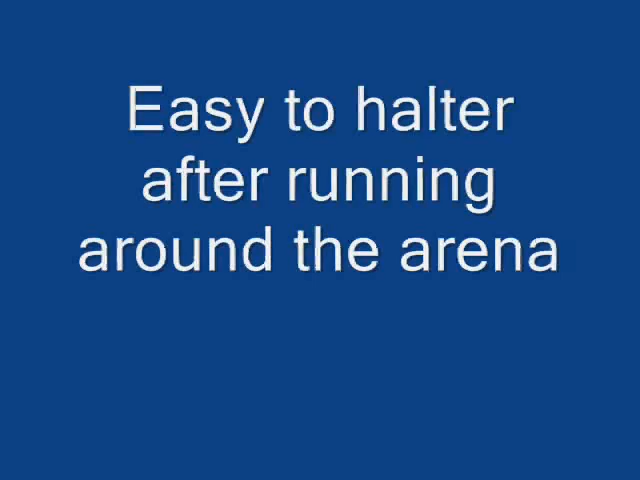 Easy to halter
after running
around the arena